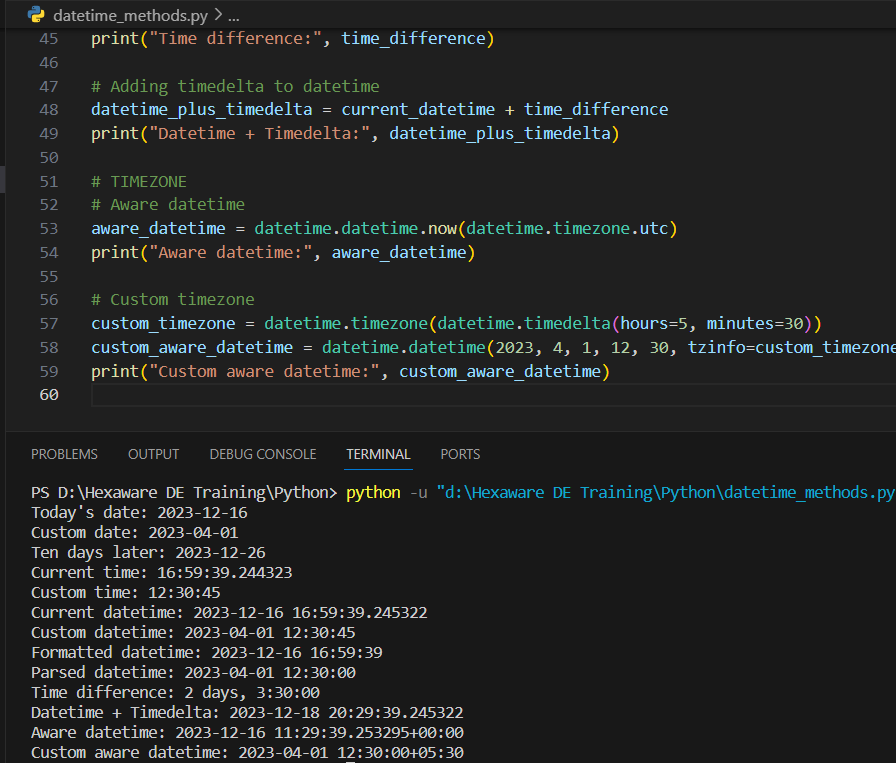 datetime_methods.py > ...
45 print("Time difference:", time_difference)
46
47 # Adding timedelta to datetime
48 datetime_plus_timedelta = current_datetime + time_difference
49 print("Datetime + Timedelta:", datetime_plus_timedelta)
50
51 # TIMEZONE
52 # Aware datetime
53 aware_datetime = datetime.datetime.now(datetime.timezone.utc)
54 print("Aware datetime:", aware_datetime)
55
56 # Custom timezone
57 custom_timezone = datetime.timezone(datetime.timedelta(hours=5, minutes=30))
58 custom_aware_datetime = datetime.datetime(2023, 4, 1, 12, 30, tzinfo=custom_timezone
59 print("Custom aware datetime:", custom_aware_datetime)
60
PROBLEMS OUTPUT DEBUG CONSOLE TERMINAL PORTS
PS D:\Hexaware DE Training\Python> python -u "d:\Hexaware DE Training\Python\datetime_methods.py
Today's date: 2023-12-16
Custom date: 2023-04-01
Ten days later: 2023-12-26
Current time: 16:59:39.244323
Custom time: 12:30:45
Current datetime: 2023-12-16 16:59:39.245322
Custom datetime: 2023-04-01 12:30:45
Formatted datetime: 2023-12-16 16:59:39
Parsed datetime: 2023-04-01 12:30:00
Time difference: 2 days, 3:30:00
Datetime + Timedelta: 2023-12-18 20:29:39.245322
Aware datetime: 2023-12-16 11:29:39.253295+00:00
Custom aware datetime: 2023-04-01 12:30:00+05:30